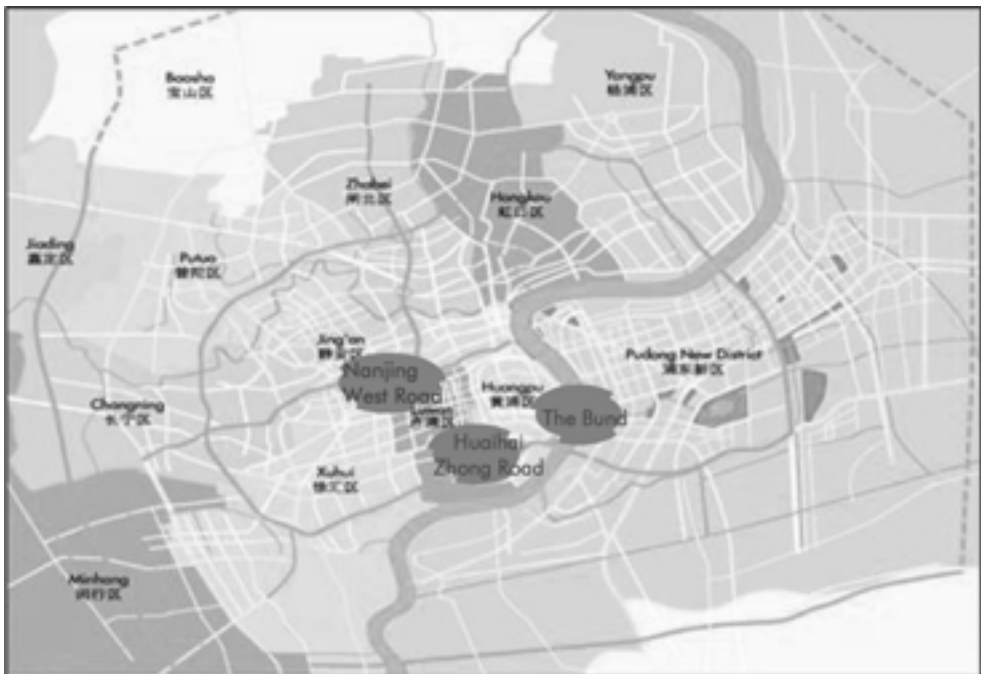 Baosha
宝山区
Yangpu
杨浦区
Zhabei
闸北区
Hongkou
虹口区
Jiading
嘉定区
Putuo
普陀区
Jing'an
静安区
Pudong New District
浦东新区
Nanjing
West Road
Huangpu
黄浦区
Changning
长宁区
The Bund
卢湾区
Huaihai
Zhong Road
Xuhui
徐汇区
Minhang
闵行区